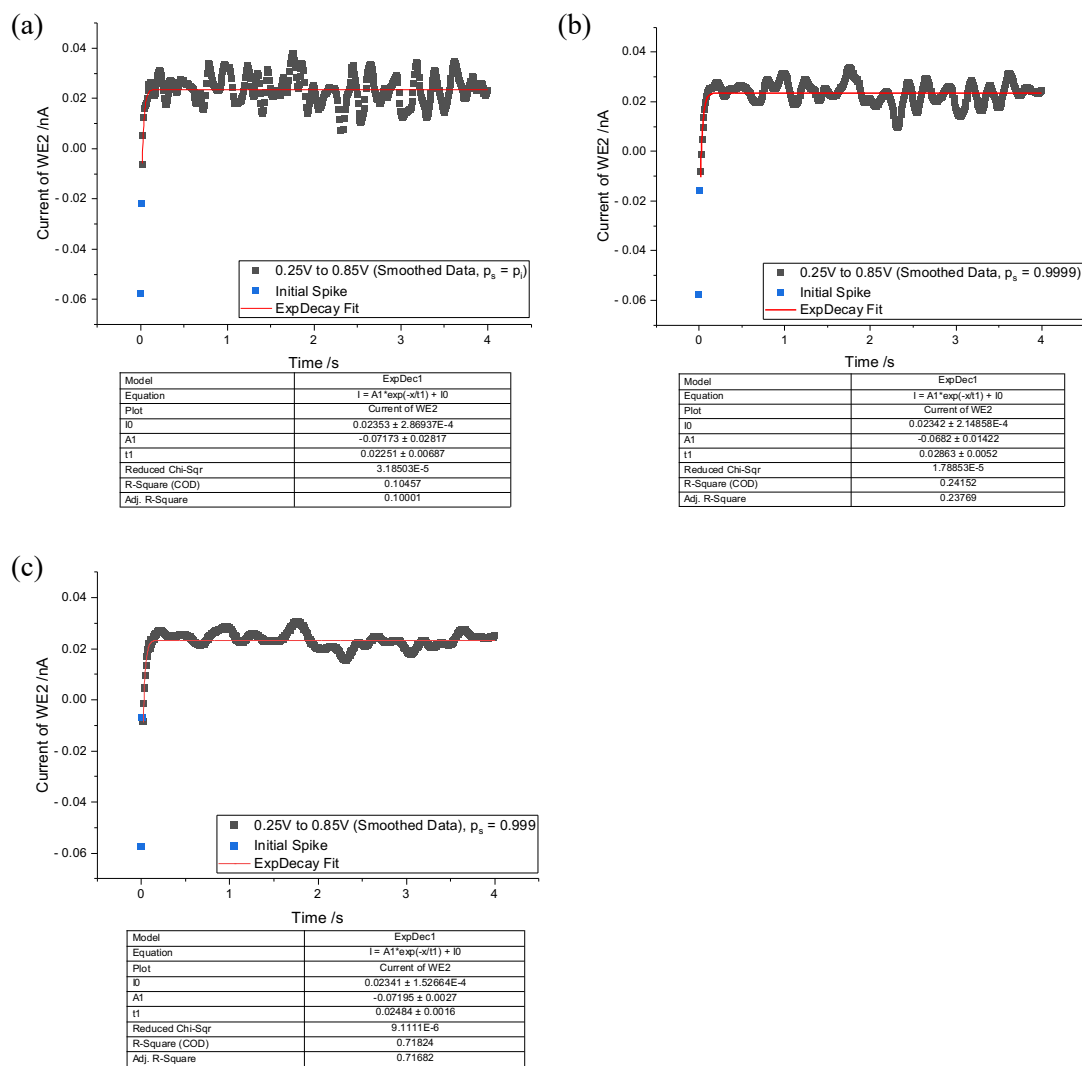 (a)
0.04
0.02
0.00
- 0.02
- 0.04
- 0.06
Current of WE2 /nA
0.25V to 0.85V (Smoothed Data, ps = pi)
Initial Spike
ExpDecay Fit
0 1 2 3 4
Time /s
Model ExpDec1
Equation I = A1*exp(-x/t1) + I0
Plot Current of WE2
I0 0.02353 ± 2.86937E-4
A1 -0.07173 ± 0.02817
t1 0.02251 ± 0.00687
Reduced Chi-Sqr 3.18503E-5
R-Square (COD) 0.10457
Adj. R-Square 0.10001
(b)
0.04
0.02
0.00
- 0.02
- 0.04
- 0.06
Current of WE2 /nA
0.25V to 0.85V (Smoothed Data, ps = 0.9999)
Initial Spike
ExpDecay Fit
0 1 2 3 4
Time /s
Model ExpDec1
Equation I = A1*exp(-x/t1) + I0
Plot Current of WE2
I0 0.02342 ± 2.14858E-4
A1 -0.0682 ± 0.01422
t1 0.02863 ± 0.0052
Reduced Chi-Sqr 1.78853E-5
R-Square (COD) 0.24152
Adj. R-Square 0.23769
(c)
0.04
0.02
0.00
- 0.02
- 0.04
- 0.06
Current of WE2 /nA
0.25V to 0.85V (Smoothed Data), ps = 0.999
Initial Spike
ExpDecay Fit
0 1 2 3 4
Time /s
Model ExpDec1
Equation I = A1*exp(-x/t1) + I0
Plot Current of WE2
I0 0.02341 ± 1.52664E-4
A1 -0.07195 ± 0.0027
t1 0.02484 ± 0.0016
Reduced Chi-Sqr 9.1111E-6
R-Square (COD) 0.71824
Adj. R-Square 0.71682